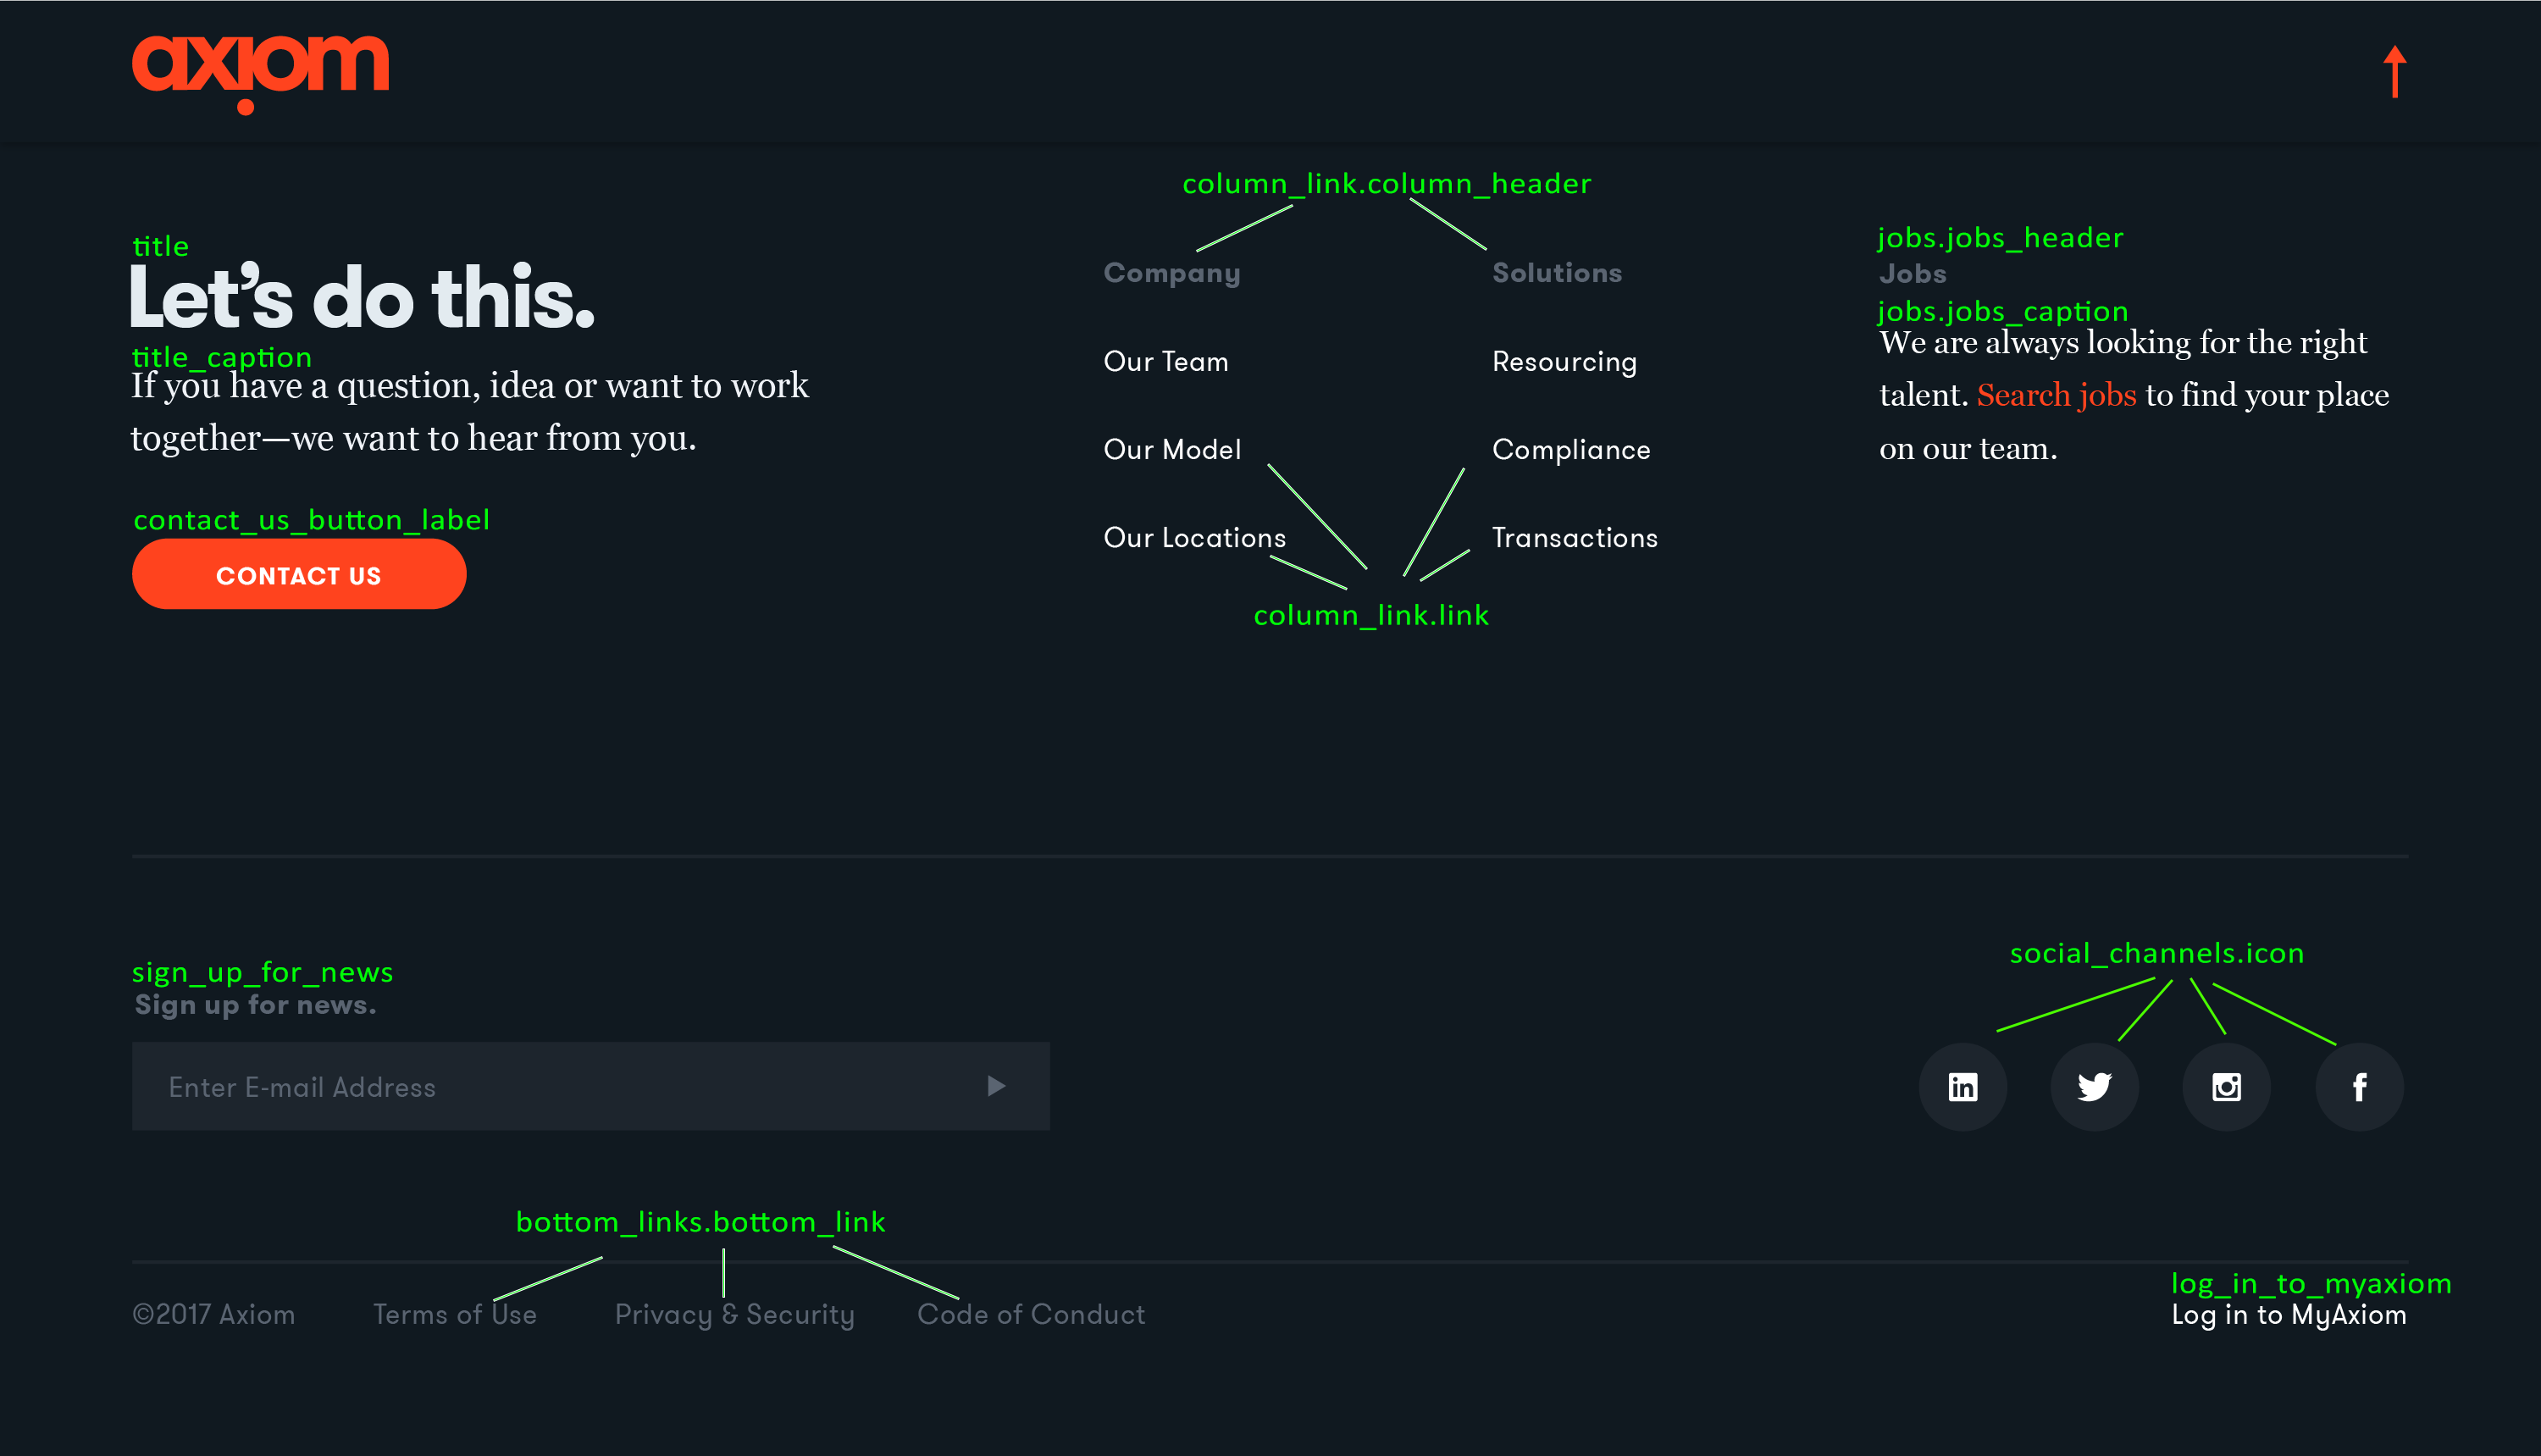 axiom
column_link.column_header
title
Let's do this.
title_caption
If you have a question, idea or want to work
together—we want to hear from you.
contact_us_button_label
CONTACT US
Company
Our Team
Our Model
Our Locations
Solutions
Resourcing
Compliance
Transactions
column_link.link
jobs.jobs_header
Jobs
jobs.jobs_caption
We are always looking for the right
talent. Search jobs to find your place
on our team.
sign_up_for_news
Sign up for news.
Enter E-mail Address
social_channels.icon
in
f
bottom_links.bottom_link
©2017 Axiom
Terms of Use
Privacy & Security
Code of Conduct
log_in_to_myaxiom
Log in to MyAxiom